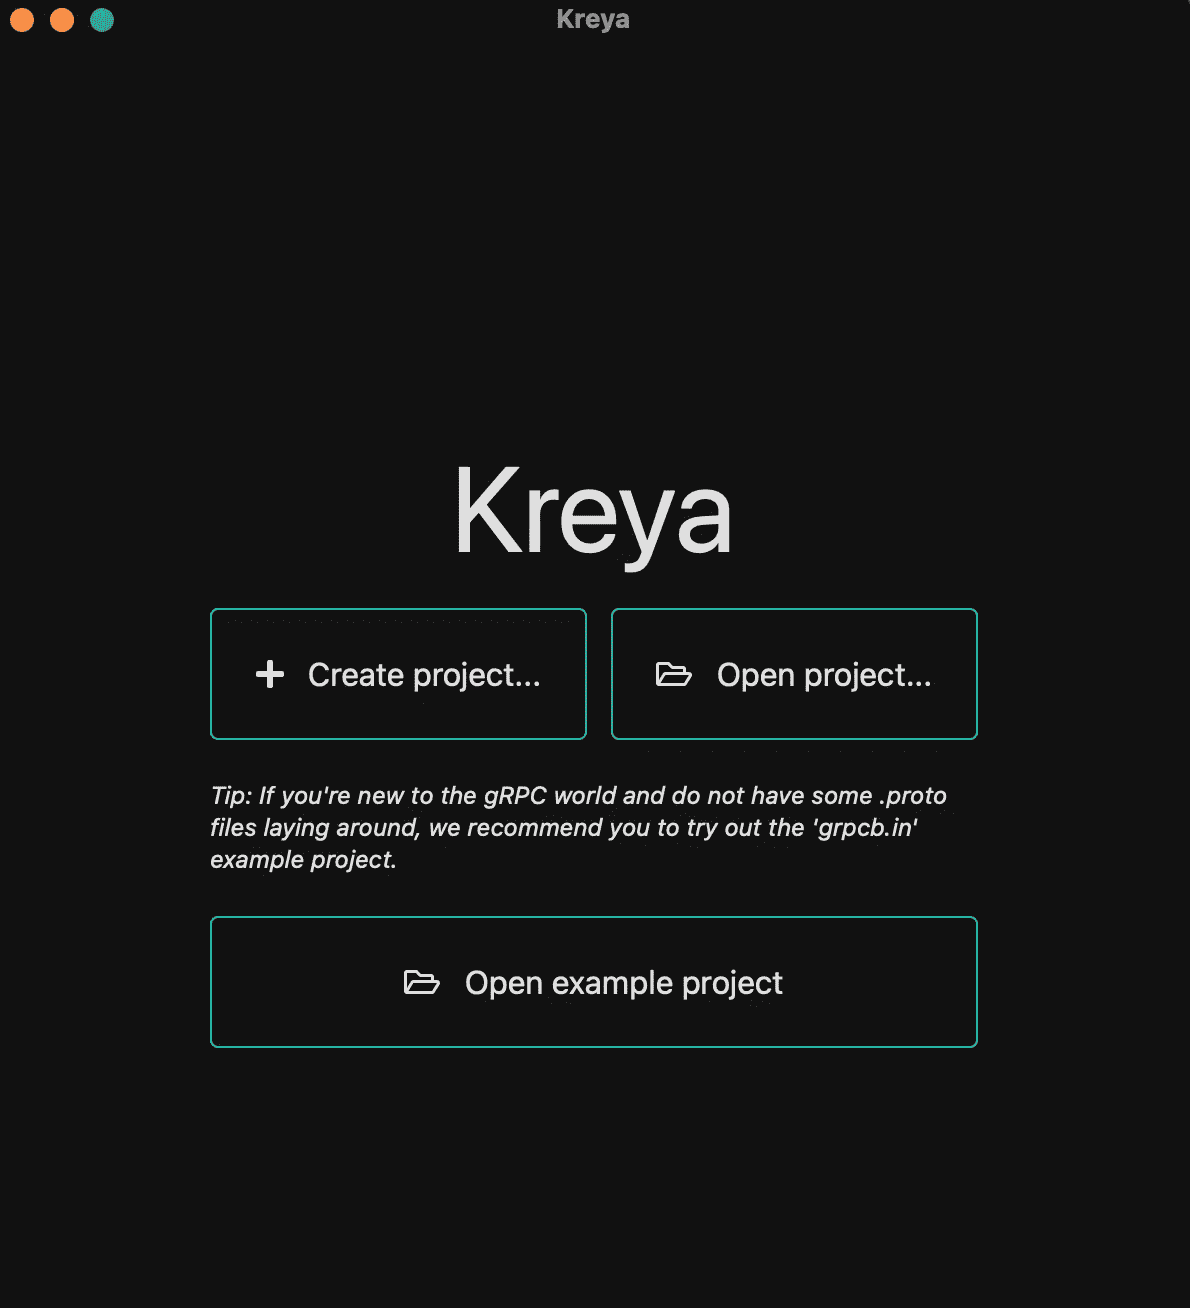 Kreya
Kreya
Create project...
Open project...
Tip: If you're new to the gRPC world and do not have some .proto
files laying around, we recommend you to try out the 'grpcb.in'
example project.
Open example project